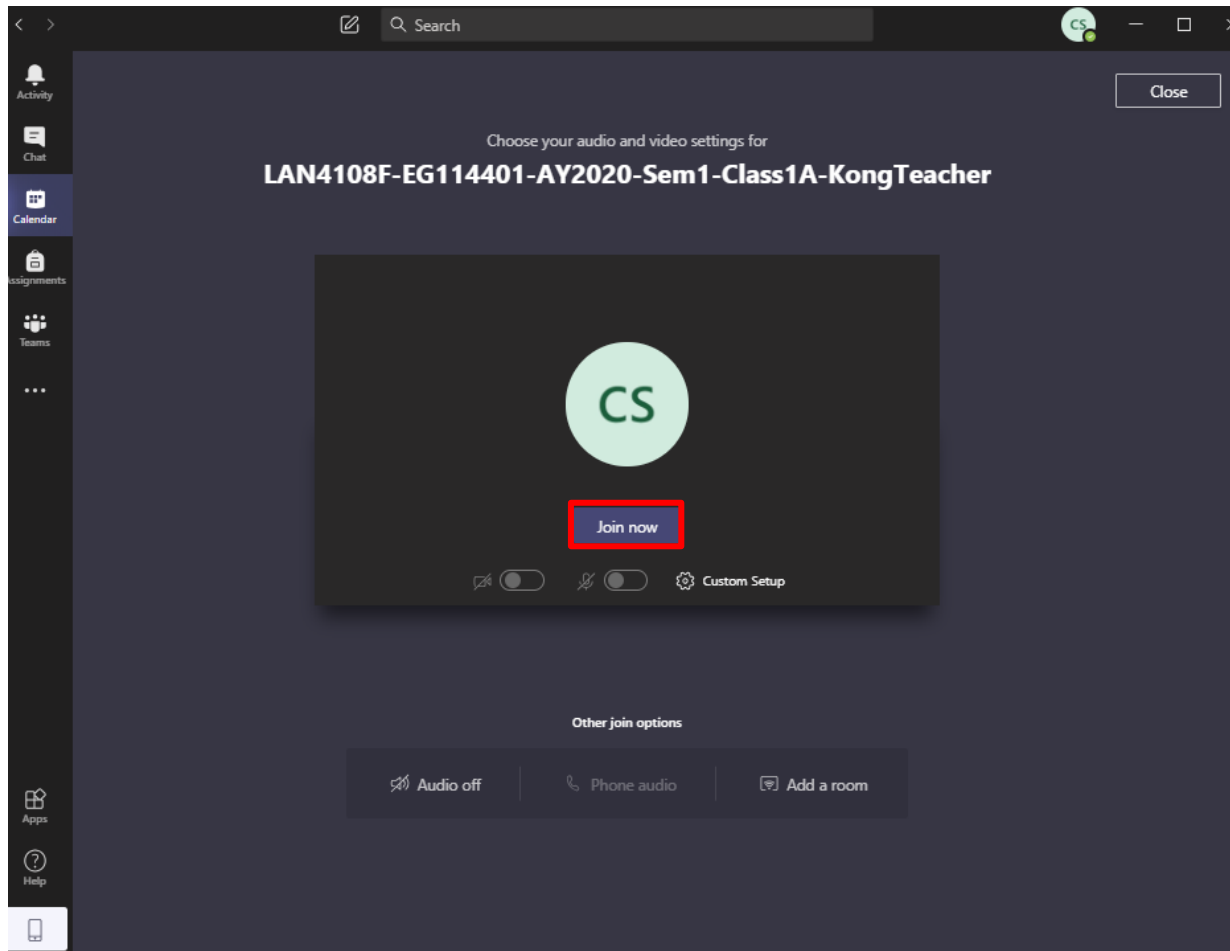 Search
CS
Activity
Chat
Calendar
Assignments
Teams
Close
Choose your audio and video settings for
LAN4108F-EG114401-AY2020-Sem1-Class1A-KongTeacher
CS
Join now
Custom Setup
Other join options
Audio off
Phone audio
Add a room
Apps
Help